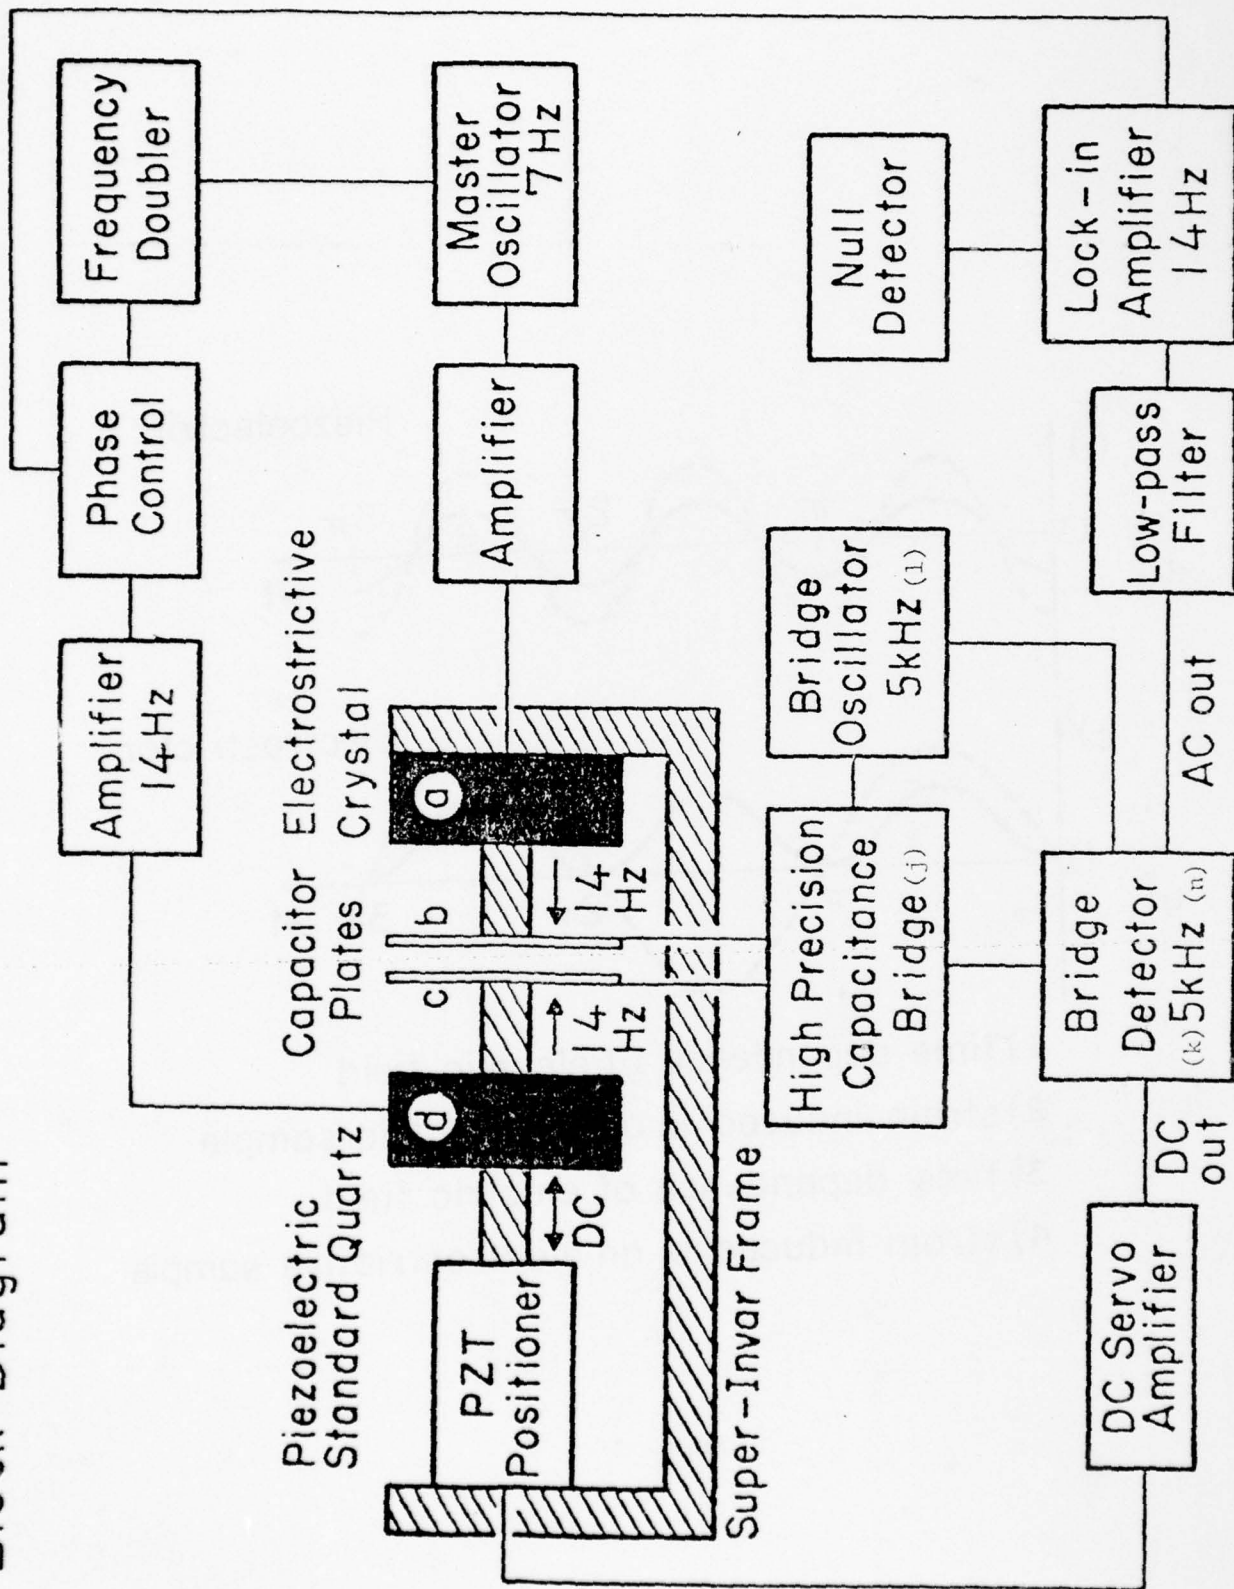 Block Diagram
Frequency
Doubler
Phase
Control
Amplifier
14Hz
Master
Oscillator
7Hz
Amplifier
Electrostrictive
Crystal
Capacitor
Plates
Piezoelectric
Standard Quartz
PZT
Positioner
DC
d
14
Hz
c
b
14
Hz
a
Super-Invar Frame
High Precision
Capacitance
Bridge (j)
Bridge
Oscillator
5kHz (l)
Null
Detector
DC Servo
Amplifier
DC
out
Bridge
Detector
(k) 5kHz (n)
AC out
Low-pass
Filter
Lock-in
Amplifier
14Hz